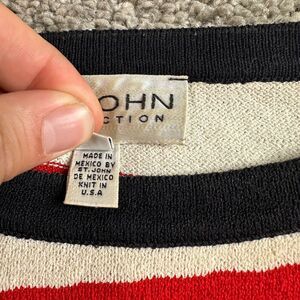 OHN
CTION
MADE IN
MEXICO BY
ST. JOHN
DE MEXICO
KNIT IN
U.S.A